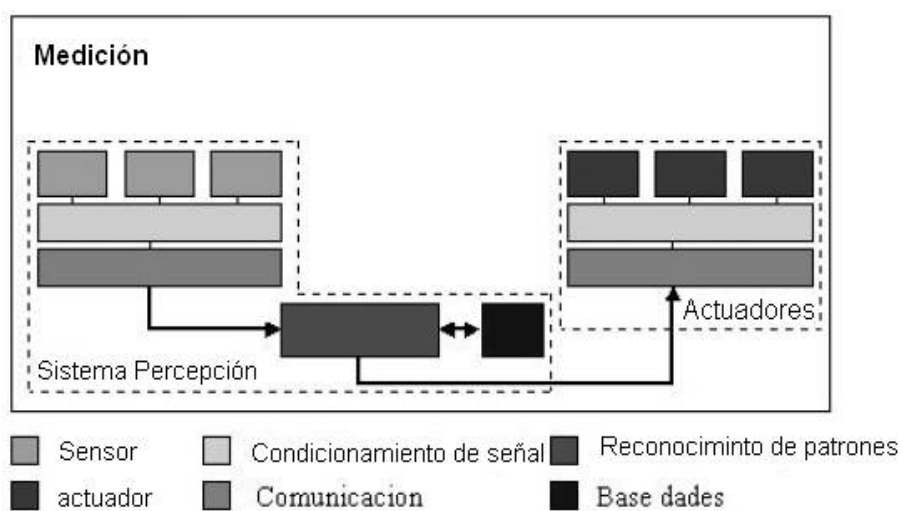 Medición
Actuadores
Sistema Percepción
Sensor
Condicionamiento de señal
Reconociminto de patrones
actuador
Comunicacion
Base dades